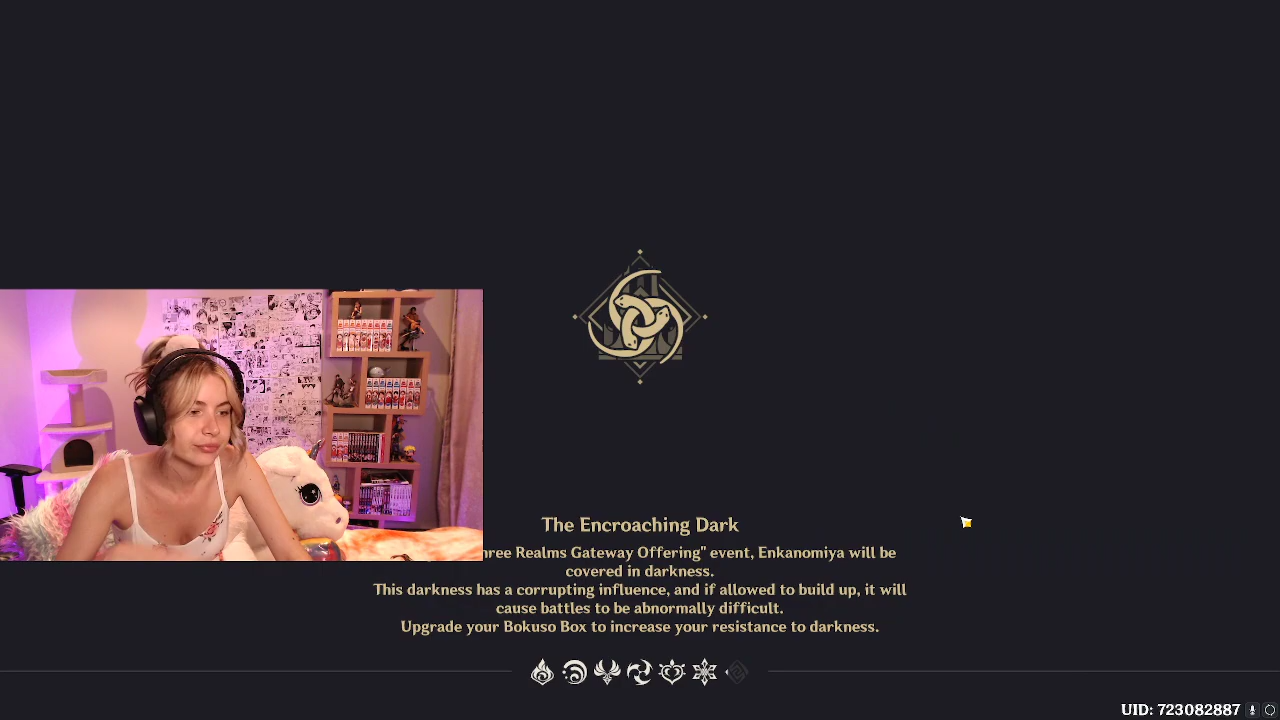 The Encroaching Dark
Realms Gateway Offering" event, Enkanomiya will be
covered in darkness.
This darkness has a corrupting influence, and if allowed to build up, it will
cause battles to be abnormally difficult.
Upgrade your Bokuso Box to increase your resistance to darkness.
UID: 723082887